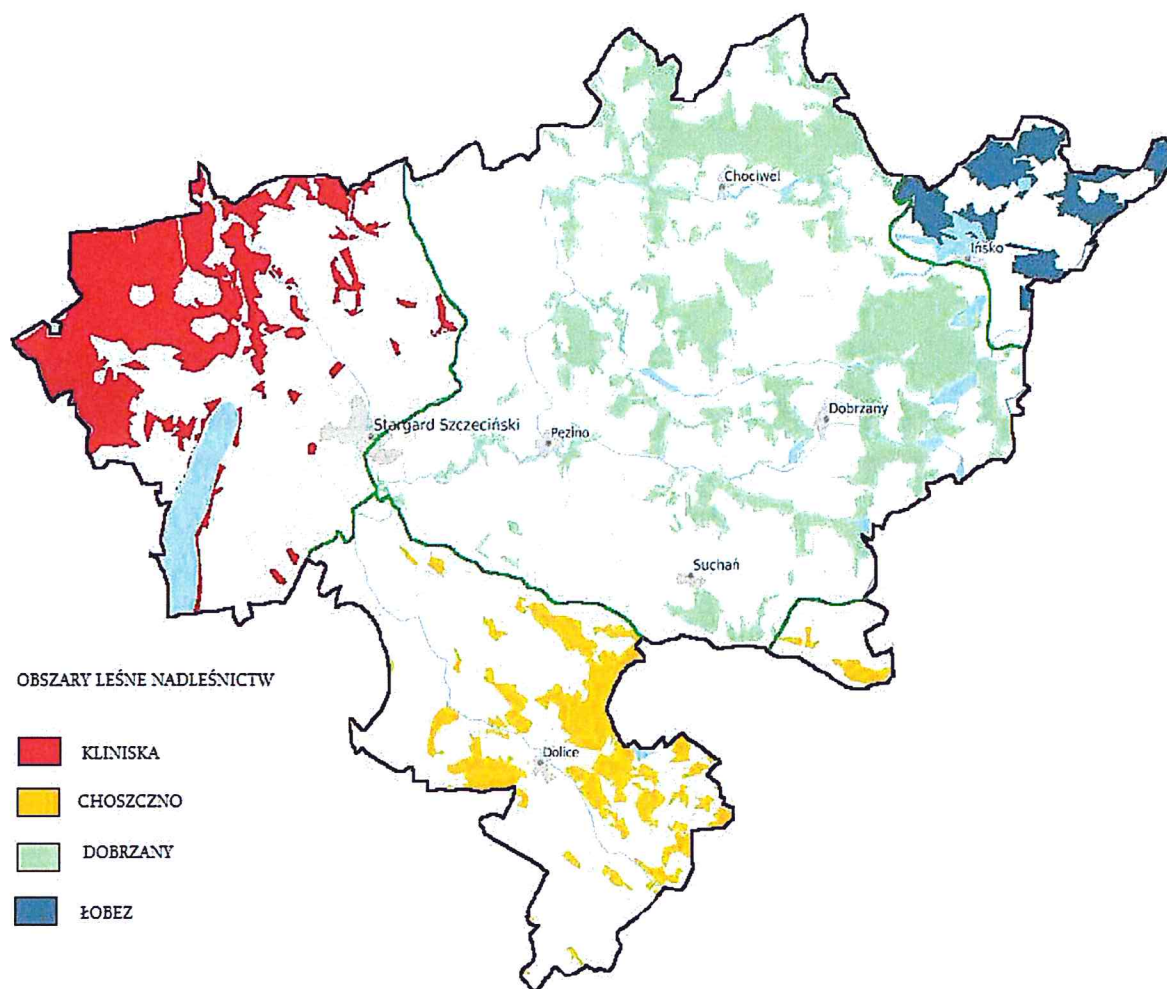 Chociwel
Ińsko
Dobrzany
Stargard Szczeciński
Pęzino
Suchań
Dolice
OBSZARY LEŚNE NADLEŚNICTW
KLINISKA
CHOSZCZNO
DOBRZANY
ŁOBEZ